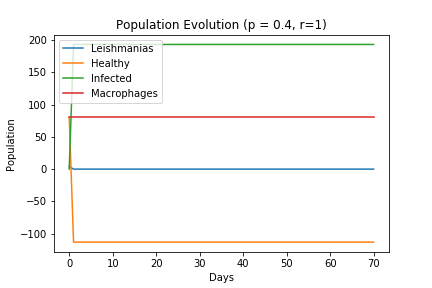 Population Evolution (p = 0.4, r=1)
Leishmanias
Healthy
Infected
Macrophages
200
150
100
50
0
−50
−100
Population
0 10 20 30 40 50 60 70
Days